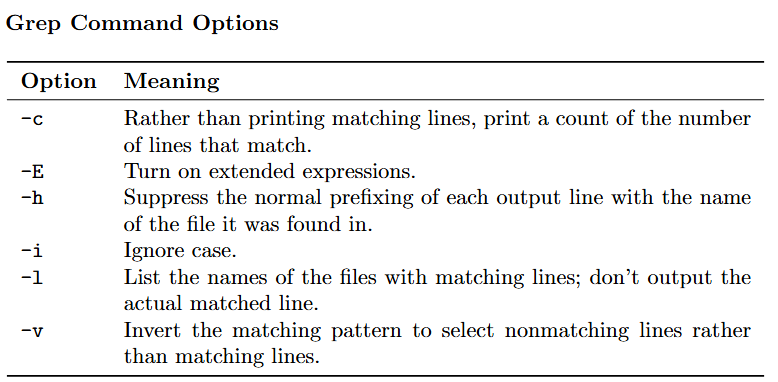 Grep Command Options
Option Meaning
-c Rather than printing matching lines, print a count of the number
of lines that match.
-E Turn on extended expressions.
-h Suppress the normal prefixing of each output line with the name
of the file it was found in.
-i Ignore case.
-l List the names of the files with matching lines; don't output the
actual matched line.
-v Invert the matching pattern to select nonmatching lines rather
than matching lines.